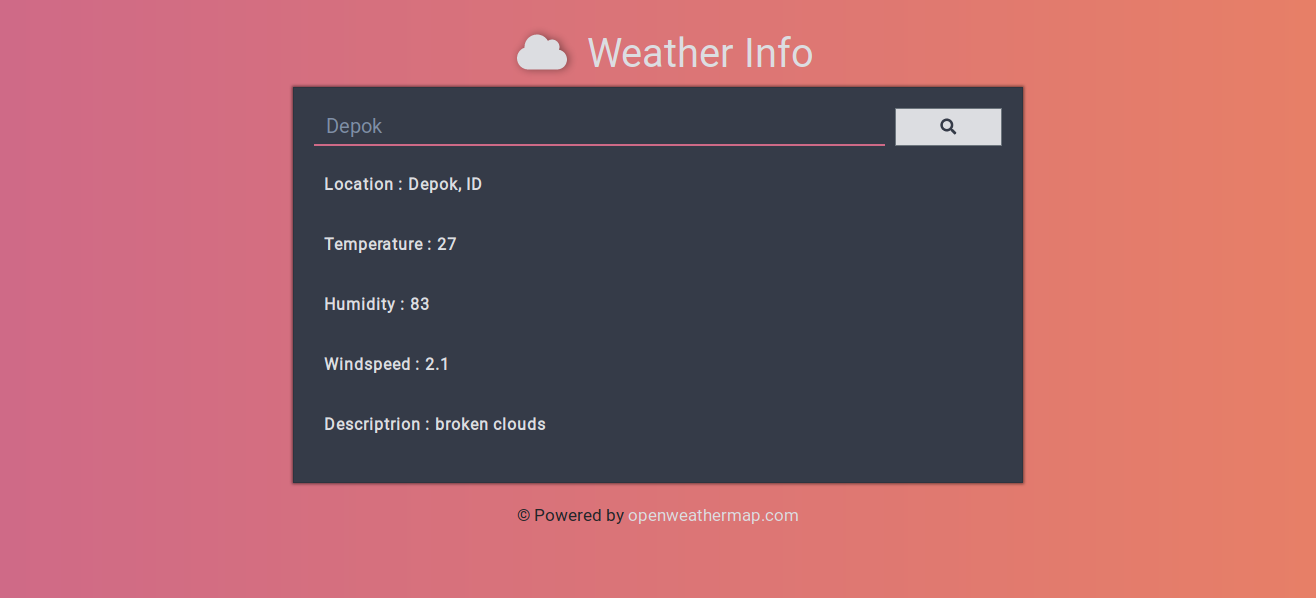 Weather Info
Depok
Location : Depok, ID
Temperature : 27
Humidity : 83
Windspeed : 2.1
Descriptrion : broken clouds
© Powered by openweathermap.com